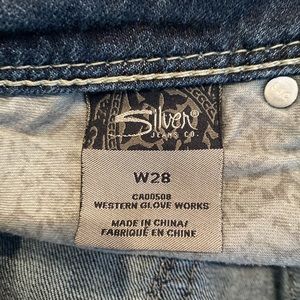 Silver®
JEANS CO.
W28
CA00508
WESTERN GLOVE WORKS
MADE IN CHINA/
FABRIQUÉ EN CHINE